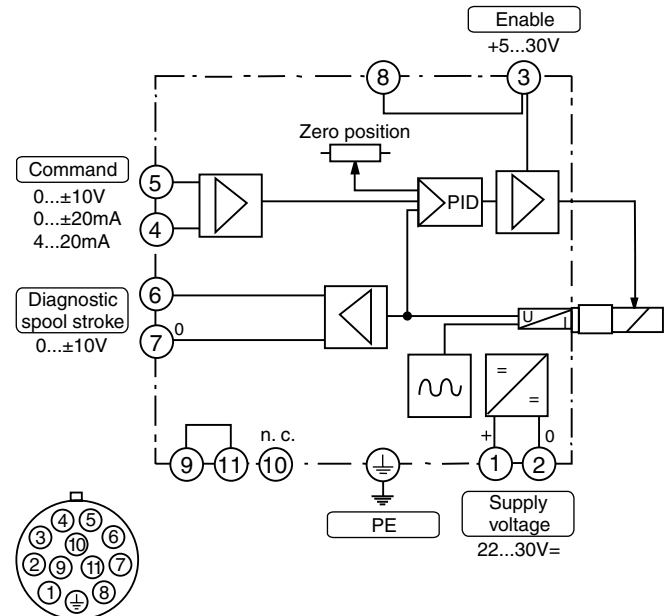 Enable
+5...30V
8
3
Zero position
Command
0...±10V
0...±20mA
4...20mA
5
4
PID
Diagnostic
spool stroke
0...±10V
6
7
0
U
I
=
=
+
0
n. c.
9
11
10
1
2
PE
Supply
voltage
22...30V=
4
5
3
10
6
2
9
11
7
1
8